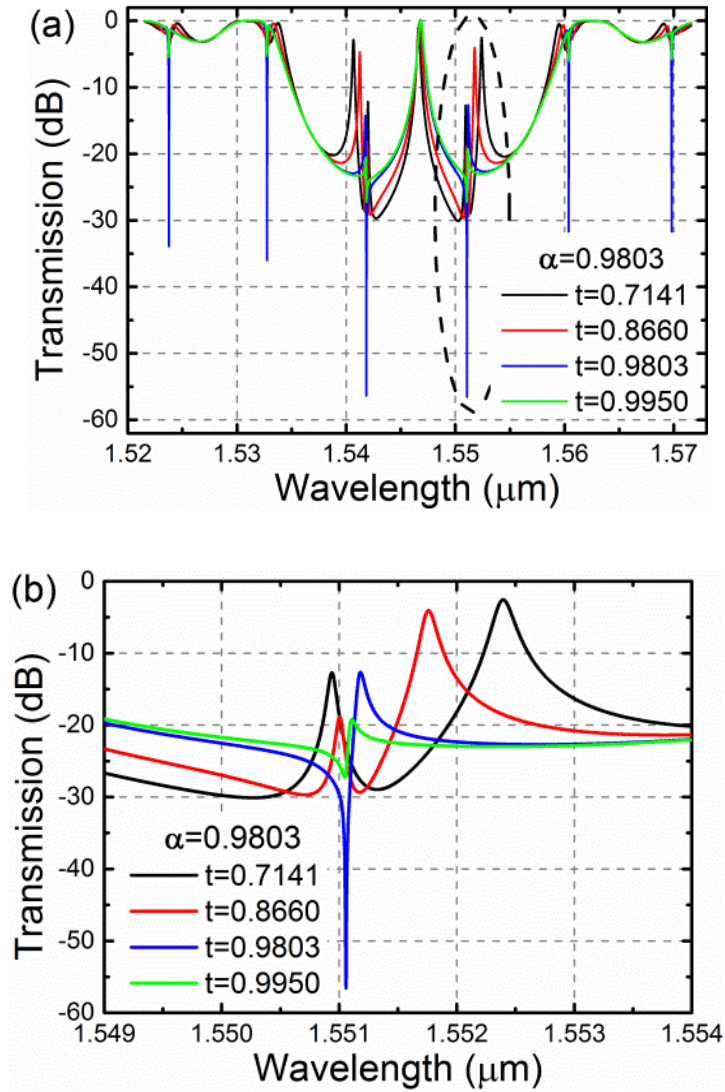 (a)
Transmission (dB)
0
-10
-20
-30
-40
-50
-60
α=0.9803
t=0.7141
t=0.8660
t=0.9803
t=0.9950
1.52 1.53 1.54 1.55 1.56 1.57
Wavelength (μm)
(b)
Transmission (dB)
0
-10
-20
-30
-40
-50
-60
α=0.9803
t=0.7141
t=0.8660
t=0.9803
t=0.9950
1.549 1.550 1.551 1.552 1.553 1.554
Wavelength (μm)